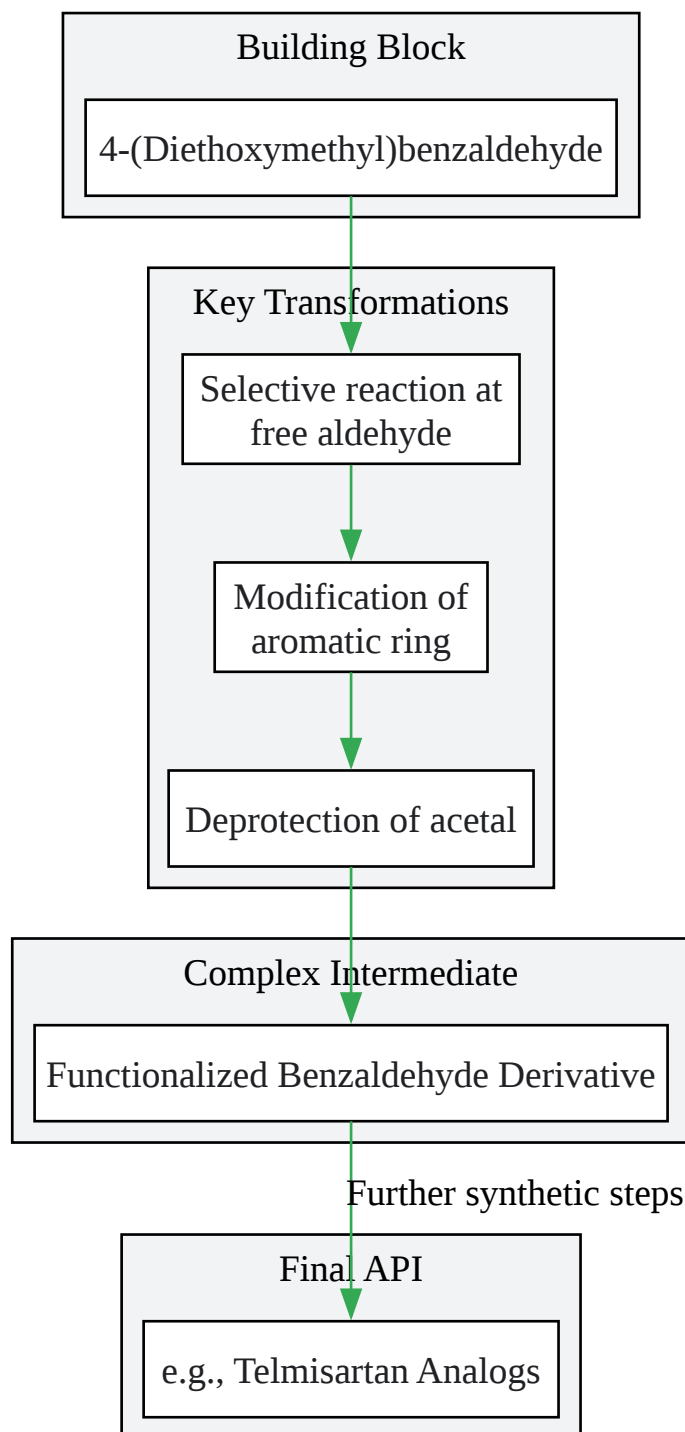 Building Block
4-(Diethoxymethyl)benzaldehyde
Key Transformations
Selective reaction at
free aldehyde
Modification of
aromatic ring
Deprotection of acetal
Complex Intermediate
Functionalized Benzaldehyde Derivative
Further synthetic steps
Final API
e.g., Telmisartan Analogs